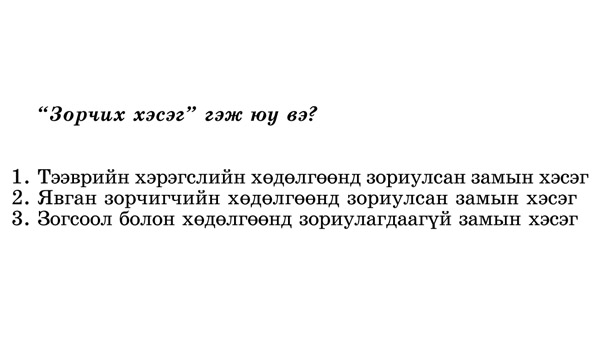 “Зорчих хэсэг” гэж юу вэ?
1. Тээврийн хэрэгслийн хөдөлгөөнд зориулсан замын хэсэг
2. Явган зорчигчийн хөдөлгөөнд зориулсан замын хэсэг
3. Зогсоол болон хөдөлгөөнд зориулагдаагүй замын хэсэг